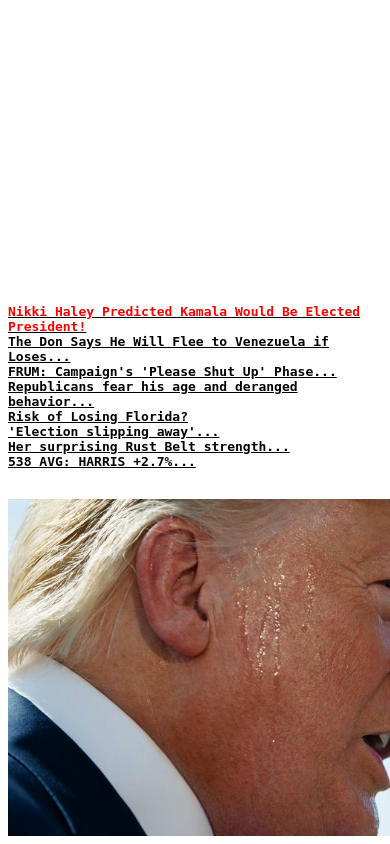 Nikki Haley Predicted Kamala Would Be Elected
President!
The Don Says He Will Flee to Venezuela if
Loses...
FRUM: Campaign's 'Please Shut Up' Phase...
Republicans fear his age and deranged
behavior...
Risk of Losing Florida?
'Election slipping away'...
Her surprising Rust Belt strength...
538 AVG: HARRIS +2.7%...